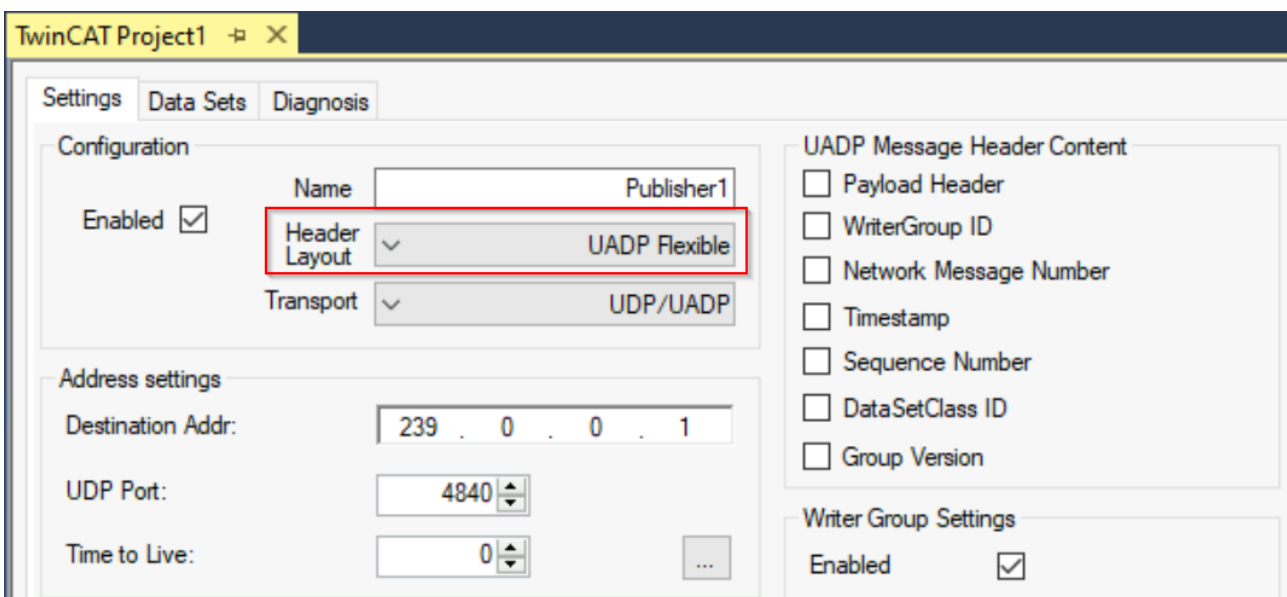 TwinCAT Project1
Settings Data Sets Diagnosis
Configuration
Name Publisher1
Enabled
Header Layout UADP Flexible
Transport UDP/UADP
Address settings
Destination Addr: 239 . 0 . 0 . 1
UDP Port: 4840
Time to Live: 0 ...
UADP Message Header Content
Payload Header
WriterGroup ID
Network Message Number
Timestamp
Sequence Number
DataSetClass ID
Group Version
Writer Group Settings
Enabled